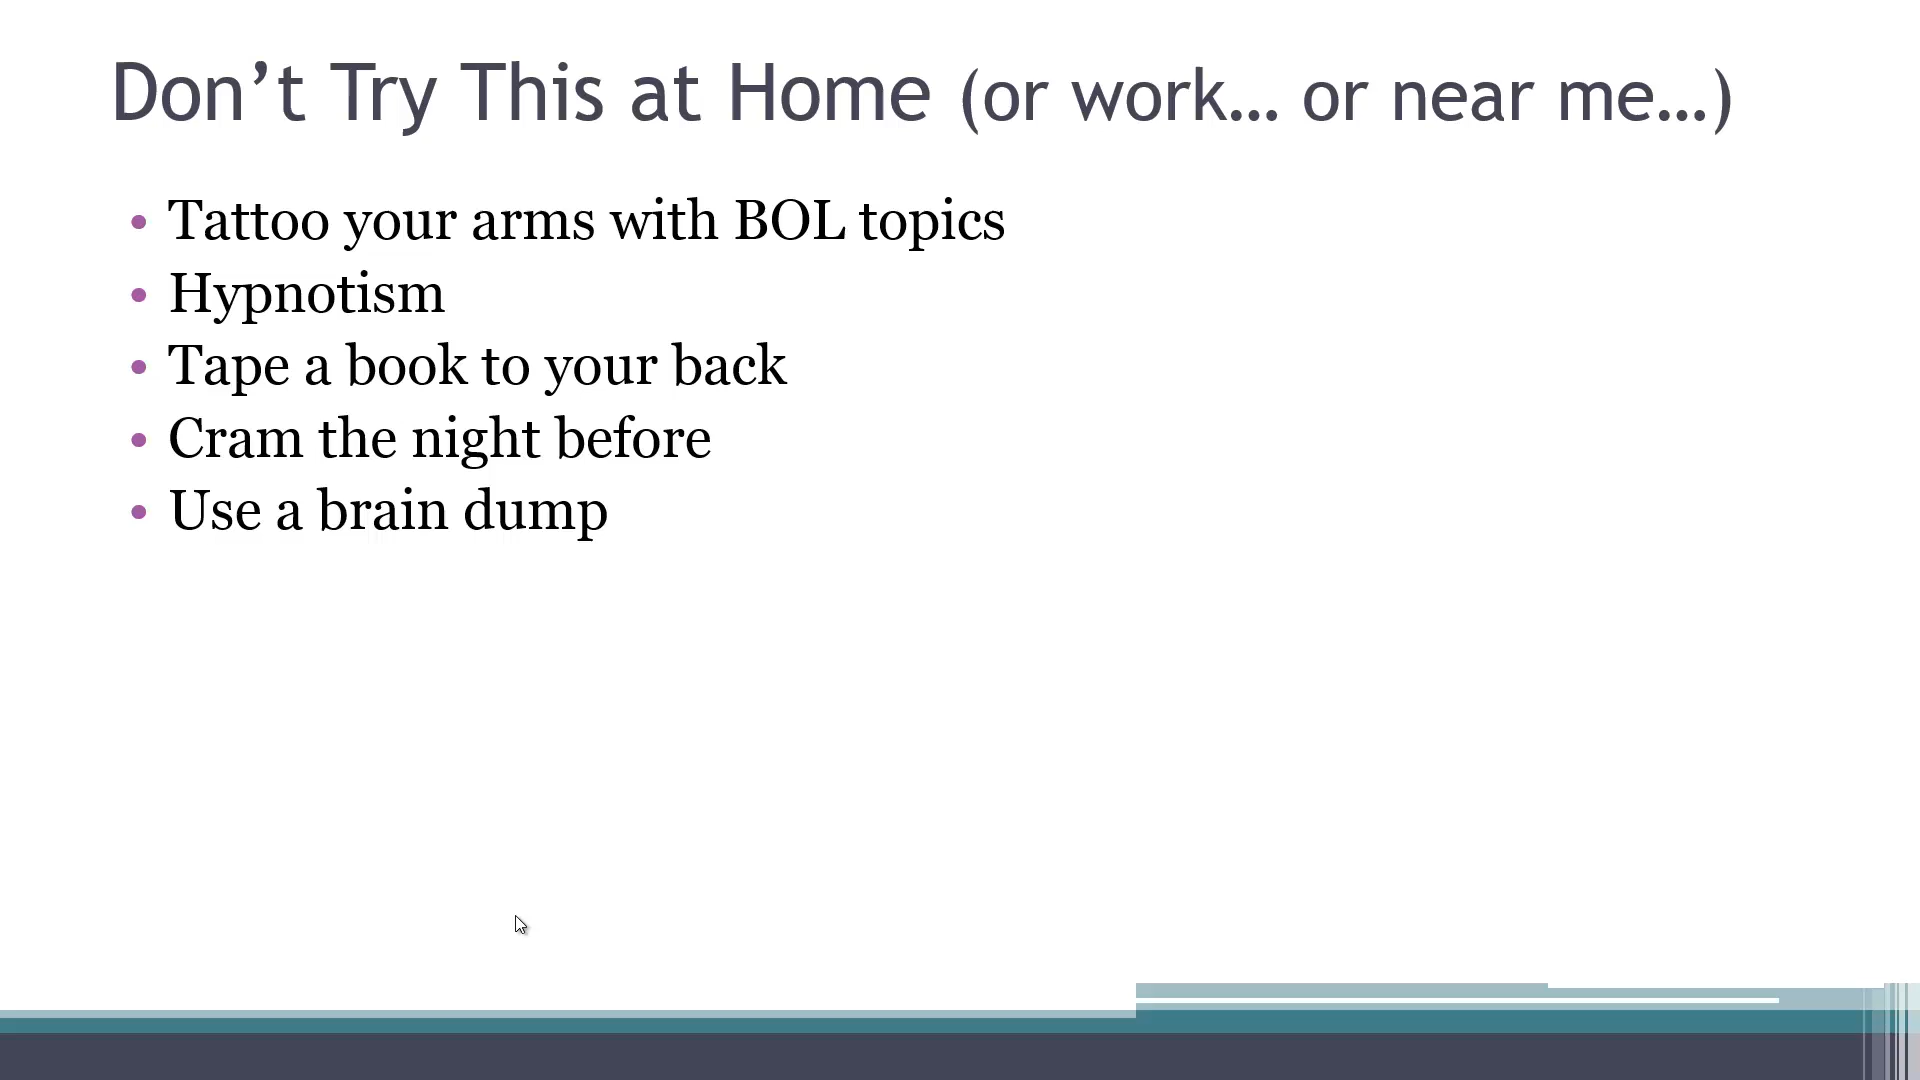 Don’t Try This at Home (or work… or near me…)
• Tattoo your arms with BOL topics
• Hypnotism
• Tape a book to your back
• Cram the night before
• Use a brain dump